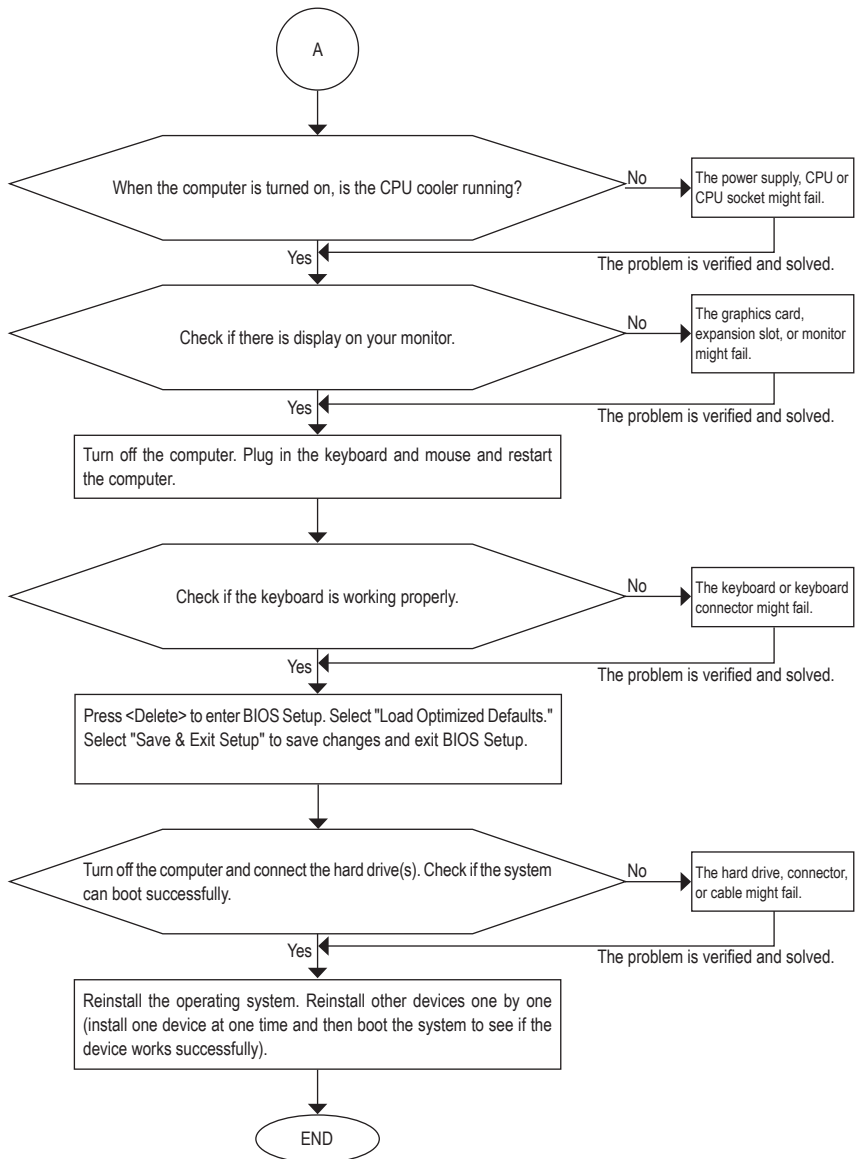 A
When the computer is turned on, is the CPU cooler running?
No
The power supply, CPU or
CPU socket might fail.
Yes
The problem is verified and solved.
Check if there is display on your monitor.
No
The graphics card,
expansion slot, or monitor
might fail.
Yes
The problem is verified and solved.
Turn off the computer. Plug in the keyboard and mouse and restart
the computer.
Check if the keyboard is working properly.
No
The keyboard or keyboard
connector might fail.
Yes
The problem is verified and solved.
Press <Delete> to enter BIOS Setup. Select "Load Optimized Defaults."
Select "Save & Exit Setup" to save changes and exit BIOS Setup.
Turn off the computer and connect the hard drive(s). Check if the system
can boot successfully.
No
The hard drive, connector,
or cable might fail.
Yes
The problem is verified and solved.
Reinstall the operating system. Reinstall other devices one by one
(install one device at one time and then boot the system to see if the
device works successfully).
END